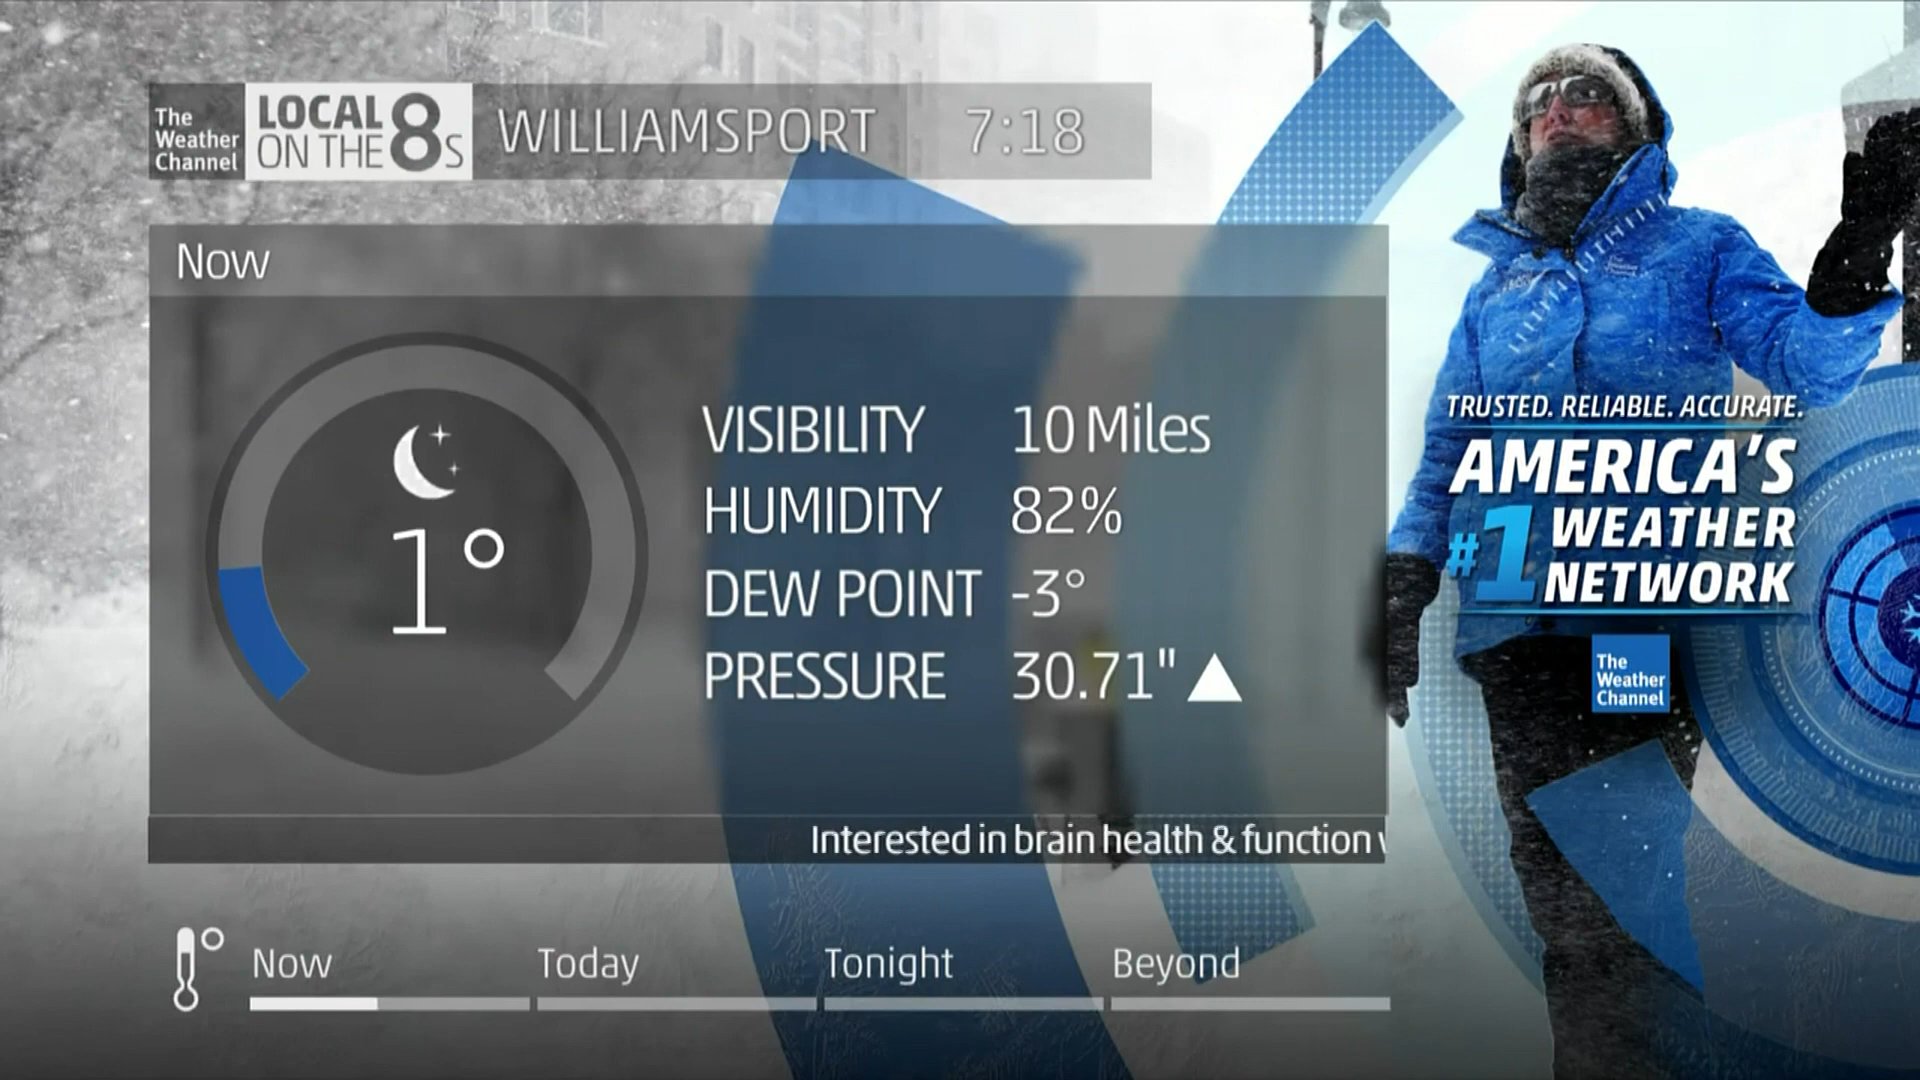 The
Weather
Channel
LOCAL
ON THE 8s
WILLIAMSPORT 7:18
Now
1°
VISIBILITY 10 Miles
HUMIDITY 82%
DEW POINT -3°
PRESSURE 30.71"
Interested in brain health & function
Now Today Tonight Beyond
TRUSTED. RELIABLE. ACCURATE.
AMERICA'S
#1 WEATHER
NETWORK
The
Weather
Channel